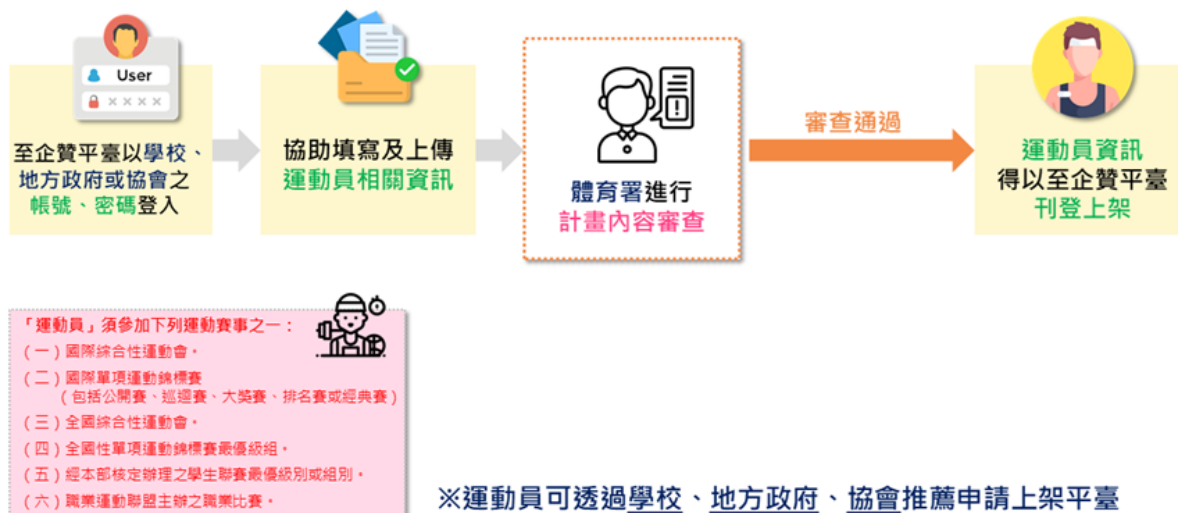 User
××××
至企贊平臺以學校、
地方政府或協會之
帳號、密碼登入
協助填寫及上傳
運動員相關資訊
體育署進行
計畫內容審查
審查通過
運動員資訊
得以至企贊平臺
刊登上架
「運動員」須參加下列運動賽事之一：
(一)國際綜合性運動會。
(二)國際單項運動錦標賽
(包括公開賽、巡迴賽、大獎賽、排名賽或經典賽)
(三)全國綜合性運動會。
(四)全國性單項運動錦標賽最優級組。
(五)經本部核定辦理之學生聯賽最優級別或組別。
(六)職業運動聯盟主辦之職業比賽。
※運動員可透過學校、地方政府、協會推薦申請上架平臺